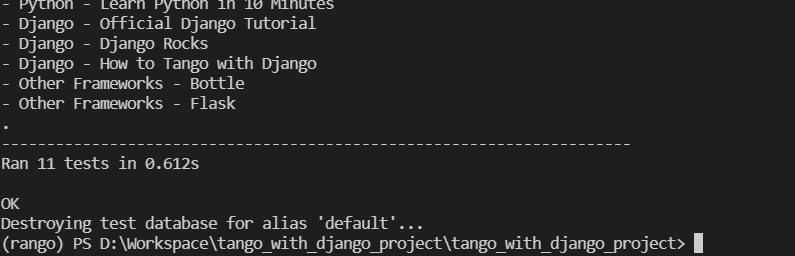 - Python - Learn Python in 10 Minutes
- Django - Official Django Tutorial
- Django - Django Rocks
- Django - How to Tango with Django
- Other Frameworks - Bottle
- Other Frameworks - Flask
.
----------------------------------------------------------------------
Ran 11 tests in 0.612s
OK
Destroying test database for alias 'default'...
(rango) PS D:\Workspace\tango_with_django_project\tango_with_django_project>